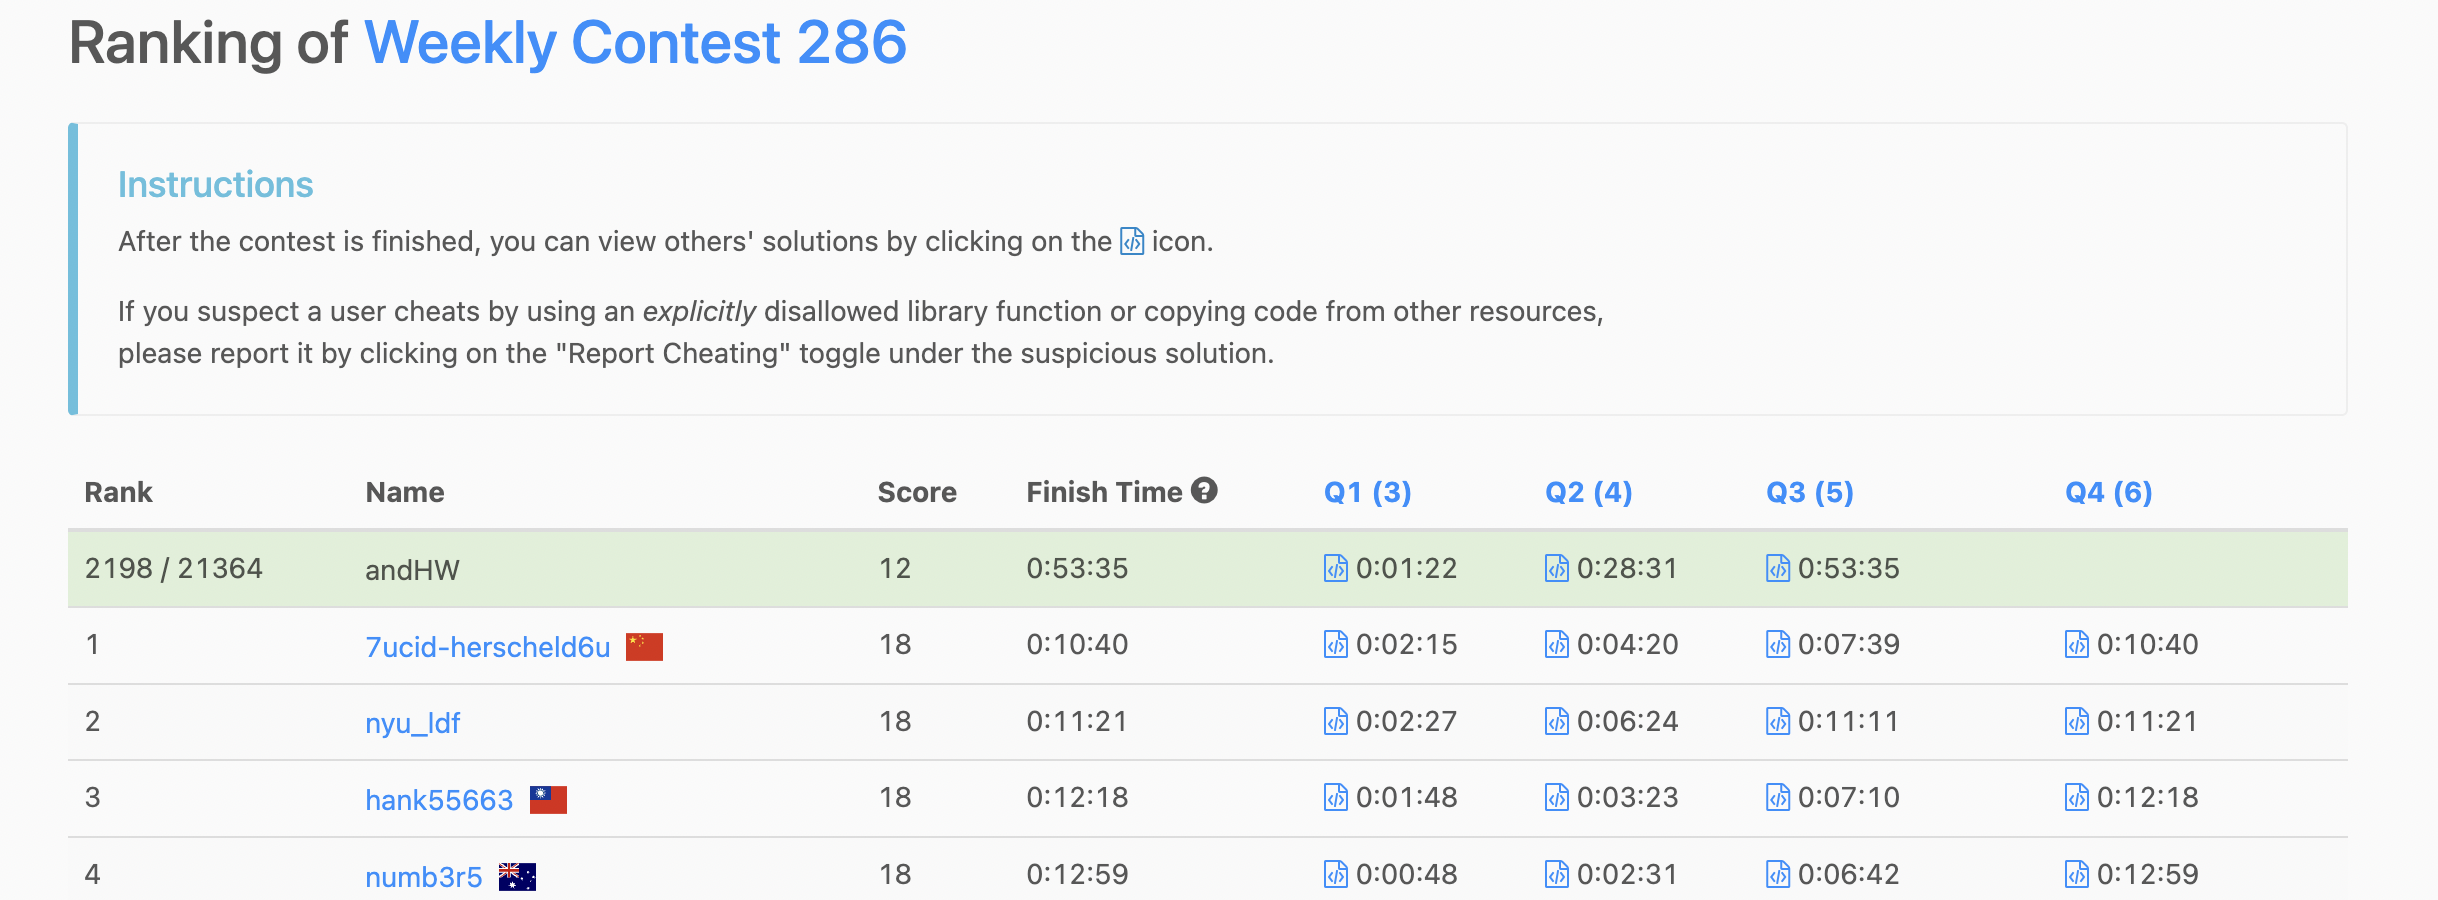 Ranking of Weekly Contest 286
Instructions
After the contest is finished, you can view others' solutions by clicking on the </> icon.
If you suspect a user cheats by using an explicitly disallowed library function or copying code from other resources,
please report it by clicking on the "Report Cheating" toggle under the suspicious solution.
Rank Name Score Finish Time ? Q1 (3) Q2 (4) Q3 (5) Q4 (6)
2198 / 21364 andHW 12 0:53:35 0:01:22 0:28:31 0:53:35
1 7ucid-herscheld6u 18 0:10:40 0:02:15 0:04:20 0:07:39 0:10:40
2 nyu_ldf 18 0:11:21 0:02:27 0:06:24 0:11:11 0:11:21
3 hank55663 18 0:12:18 0:01:48 0:03:23 0:07:10 0:12:18
4 numb3r5 18 0:12:59 0:00:48 0:02:31 0:06:42 0:12:59